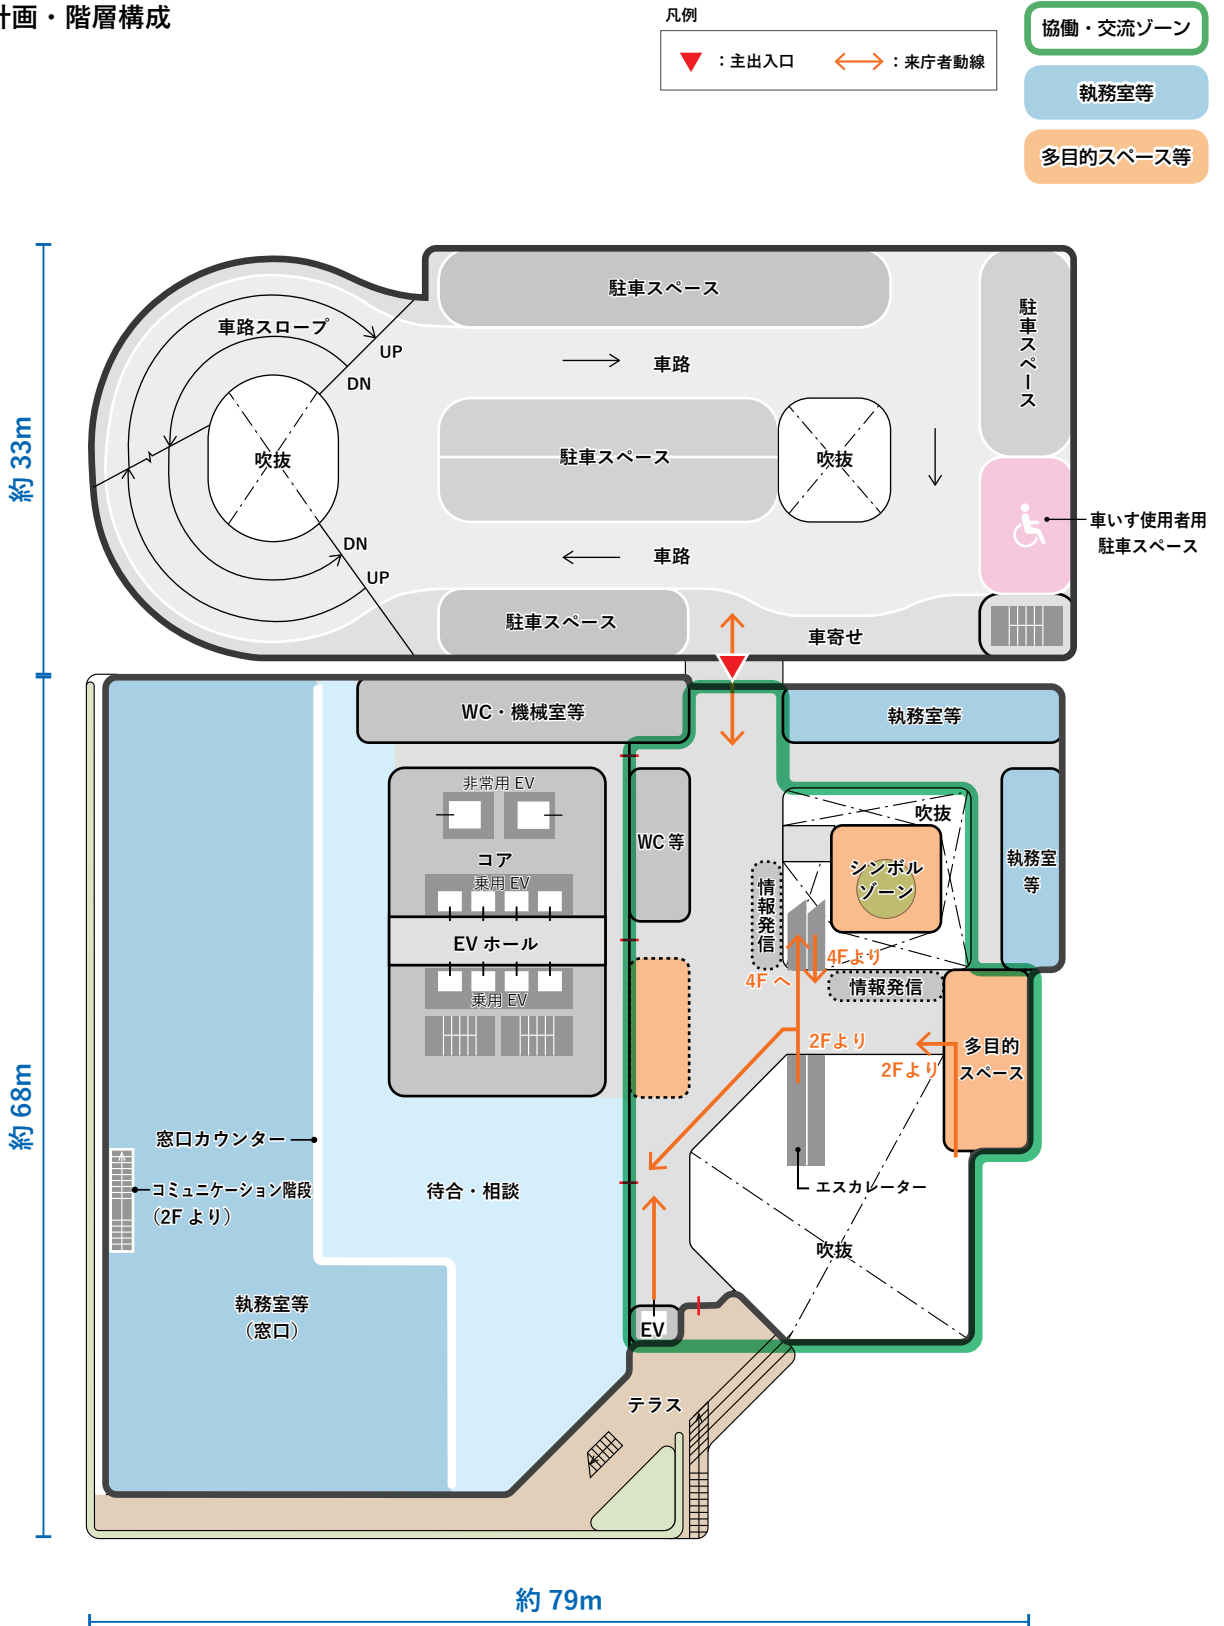 計画・階層構成
凡例
：主出入口
：来庁者動線
協働・交流ゾーン
執務室等
多目的スペース等
約 33m
駐車スペース
駐車スペース
車路スロープ
UP
DN
車路
吹抜
駐車スペース
吹抜
車いす使用者用
駐車スペース
DN
UP
車路
駐車スペース
車寄せ
約 68m
WC・機械室等
執務室等
非常用 EV
コア
乗用 EV
EV ホール
乗用 EV
WC 等
吹抜
シンボル
ゾーン
情報発信
執務室
等
4Fより
4F へ
情報発信
2Fより
2Fより
多目的
スペース
窓口カウンター
コミュニケーション階段
（2F より）
待合・相談
エスカレーター
吹抜
執務室等
（窓口）
EV
テラス
約 79m